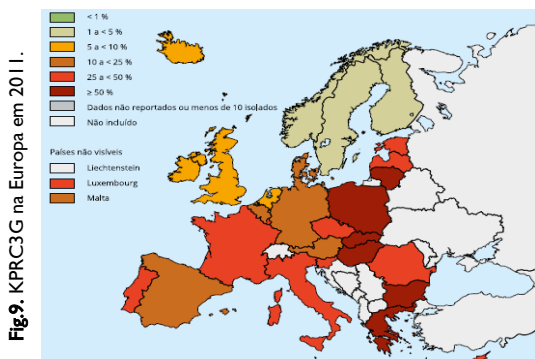 Fig.9. KPRC3G na Europa em 2011.
< 1 %
1 a < 5 %
5 a < 10 %
10 a < 25 %
25 a < 50 %
≥ 50 %
Dados não reportados ou menos de 10 isolados
Não incluído
Países não visíveis
Liechtenstein
Luxembourg
Malta